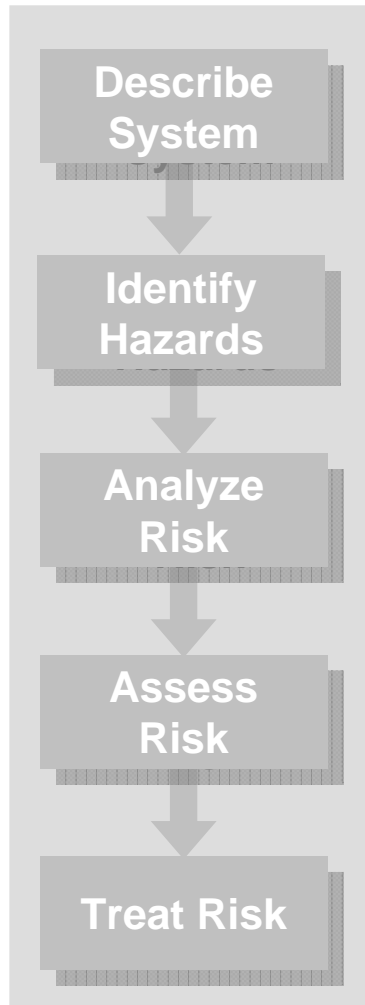 Describe
System
Identify
Hazards
Analyze
Risk
Assess
Risk
Treat Risk